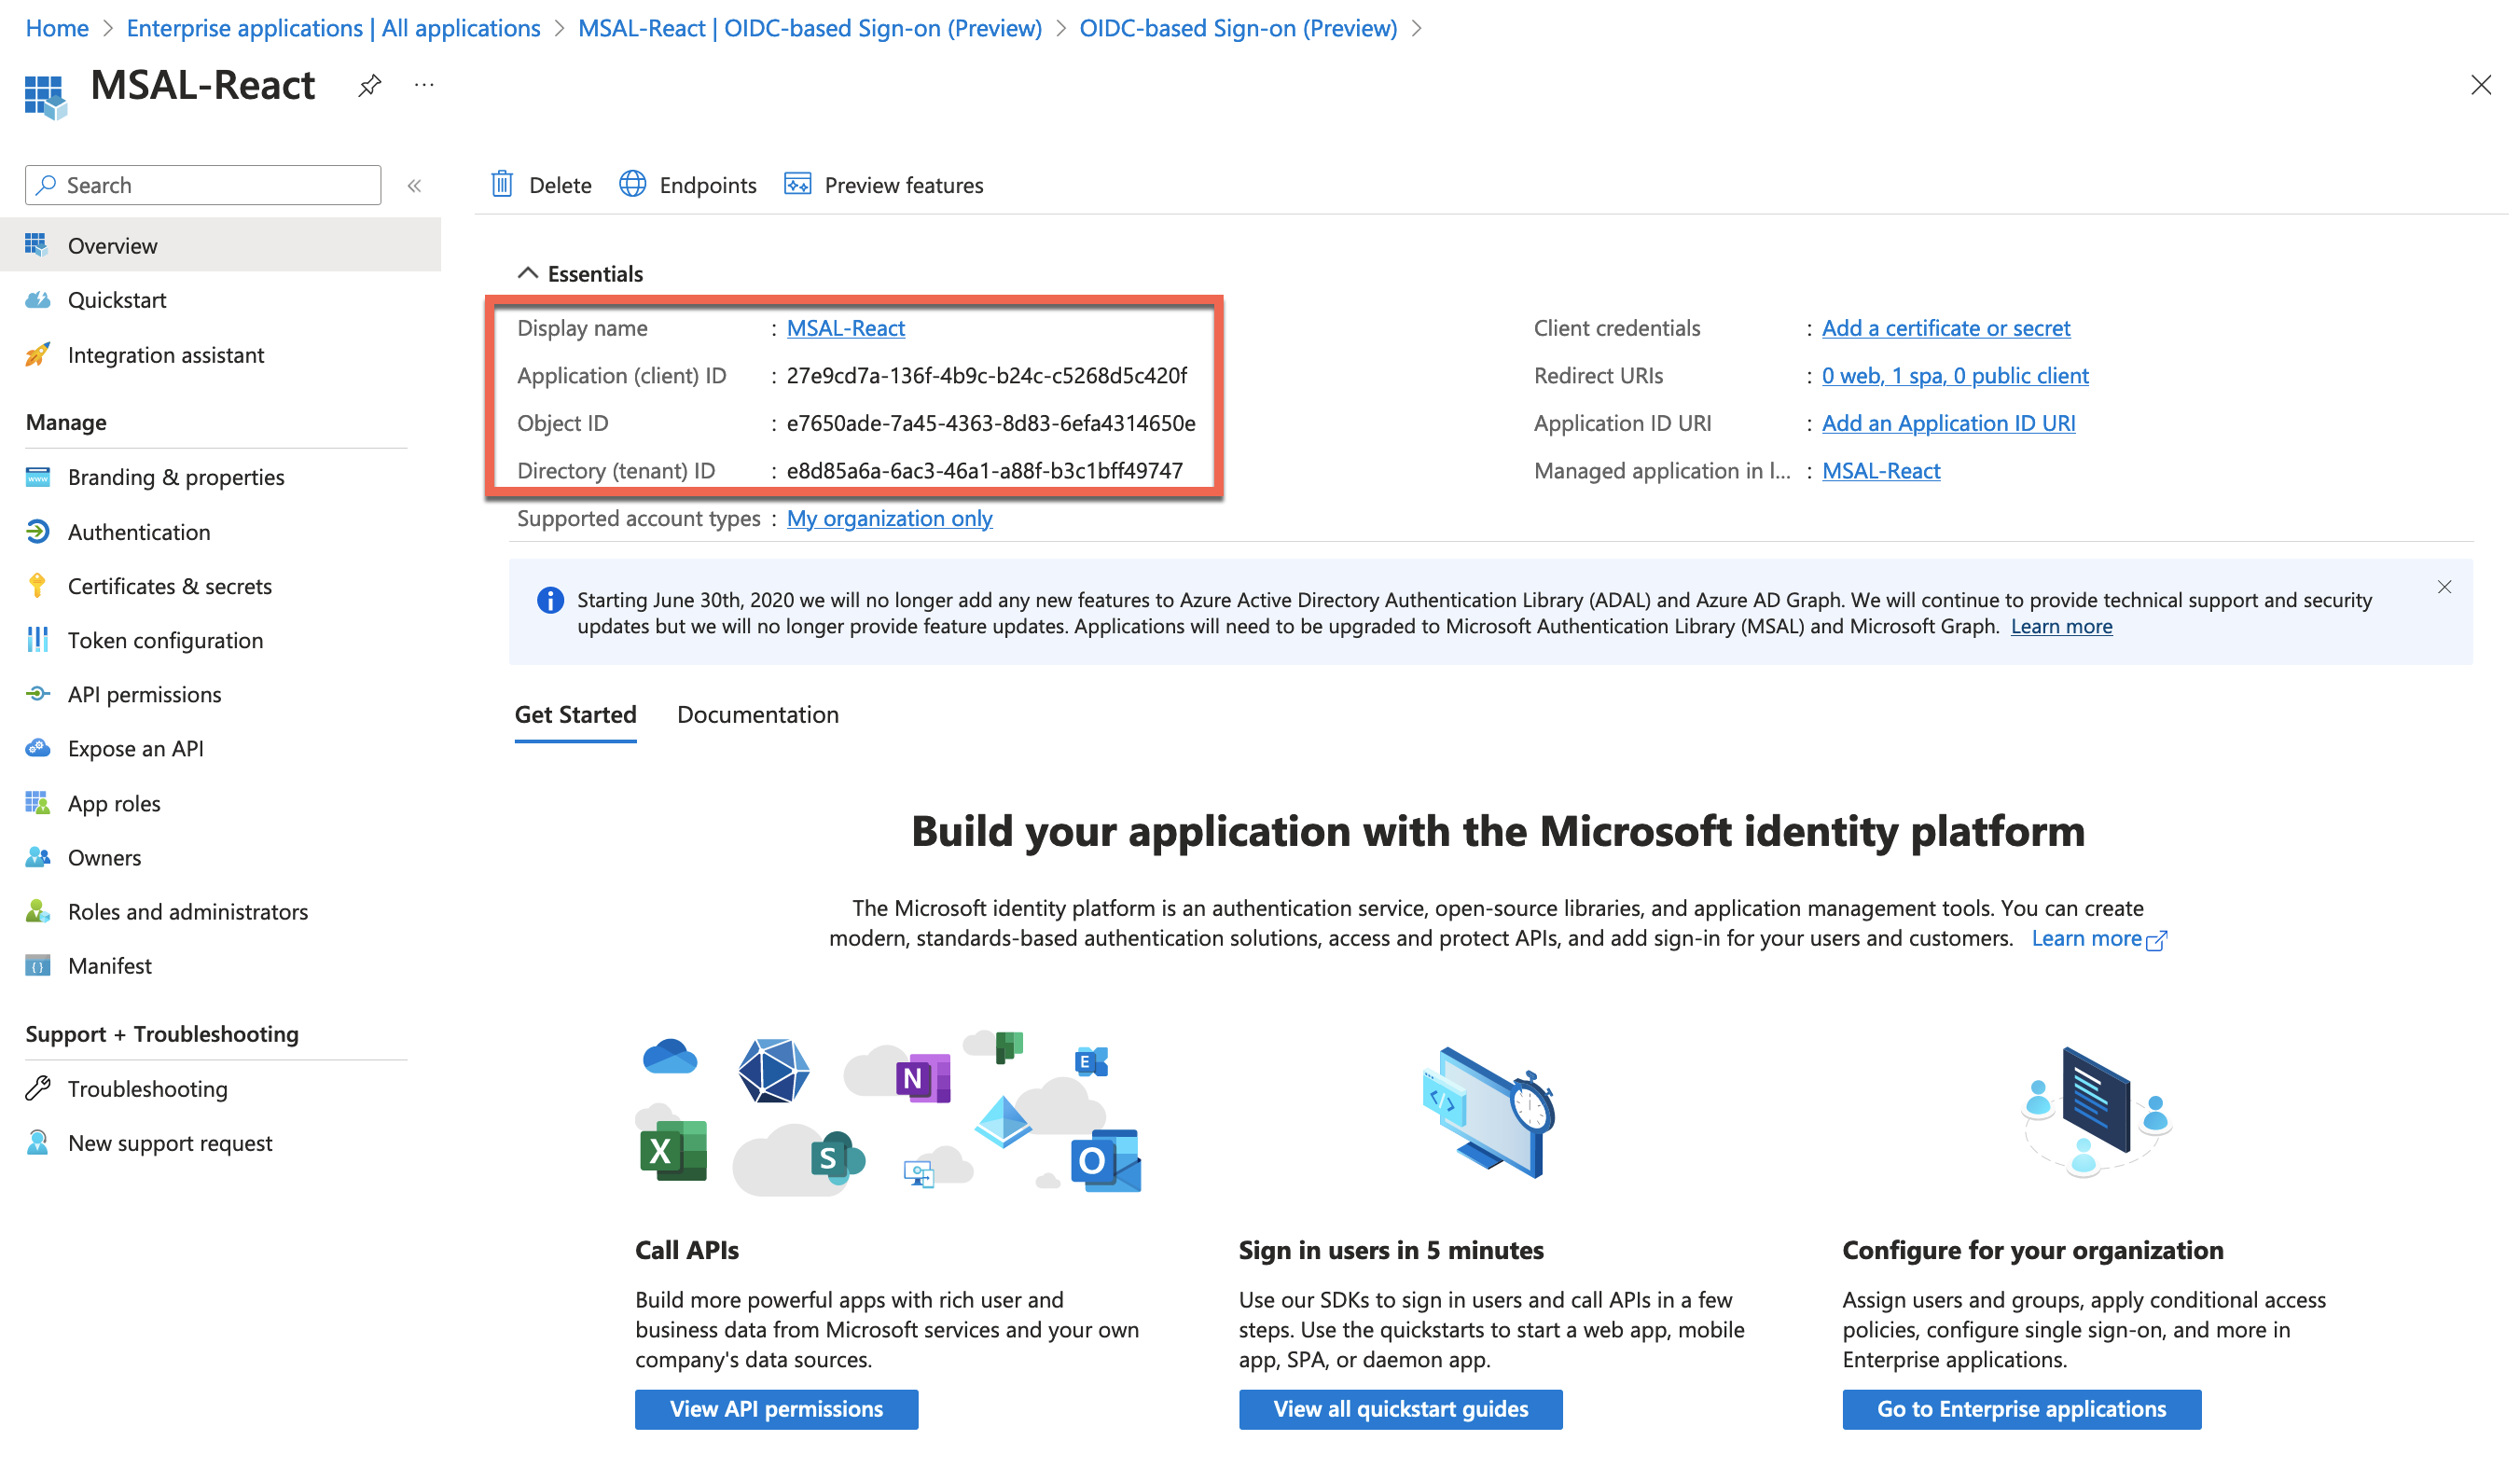 Home > Enterprise applications | All applications > MSAL-React | OIDC-based Sign-on (Preview) > OIDC-based Sign-on (Preview) >
MSAL-React ...
Search «
Overview
Quickstart
Integration assistant
Manage
Branding & properties
Authentication
Certificates & secrets
Token configuration
API permissions
Expose an API
App roles
Owners
Roles and administrators
Manifest
Support + Troubleshooting
Troubleshooting
New support request
Delete Endpoints Preview features
Essentials
Display name : MSAL-React
Application (client) ID : 27e9cd7a-136f-4b9c-b24c-c5268d5c420f
Object ID : e7650ade-7a45-4363-8d83-6efa4314650e
Directory (tenant) ID : e8d85a6a-6ac3-46a1-a88f-b3c1bff49747
Supported account types : My organization only
Client credentials : Add a certificate or secret
Redirect URIs : 0 web, 1 spa, 0 public client
Application ID URI : Add an Application ID URI
Managed application in l... : MSAL-React
Starting June 30th, 2020 we will no longer add any new features to Azure Active Directory Authentication Library (ADAL) and Azure AD Graph. We will continue to provide technical support and security
updates but we will no longer provide feature updates. Applications will need to be upgraded to Microsoft Authentication Library (MSAL) and Microsoft Graph. Learn more
Get Started Documentation
Build your application with the Microsoft identity platform
The Microsoft identity platform is an authentication service, open-source libraries, and application management tools. You can create
modern, standards-based authentication solutions, access and protect APIs, and add sign-in for your users and customers. Learn more
N
E
X
S
O
Call APIs
Build more powerful apps with rich user and
business data from Microsoft services and your own
company's data sources.
View API permissions
Sign in users in 5 minutes
Use our SDKs to sign in users and call APIs in a few
steps. Use the quickstarts to start a web app, mobile
app, SPA, or daemon app.
View all quickstart guides
Configure for your organization
Assign users and groups, apply conditional access
policies, configure single sign-on, and more in
Enterprise applications.
Go to Enterprise applications